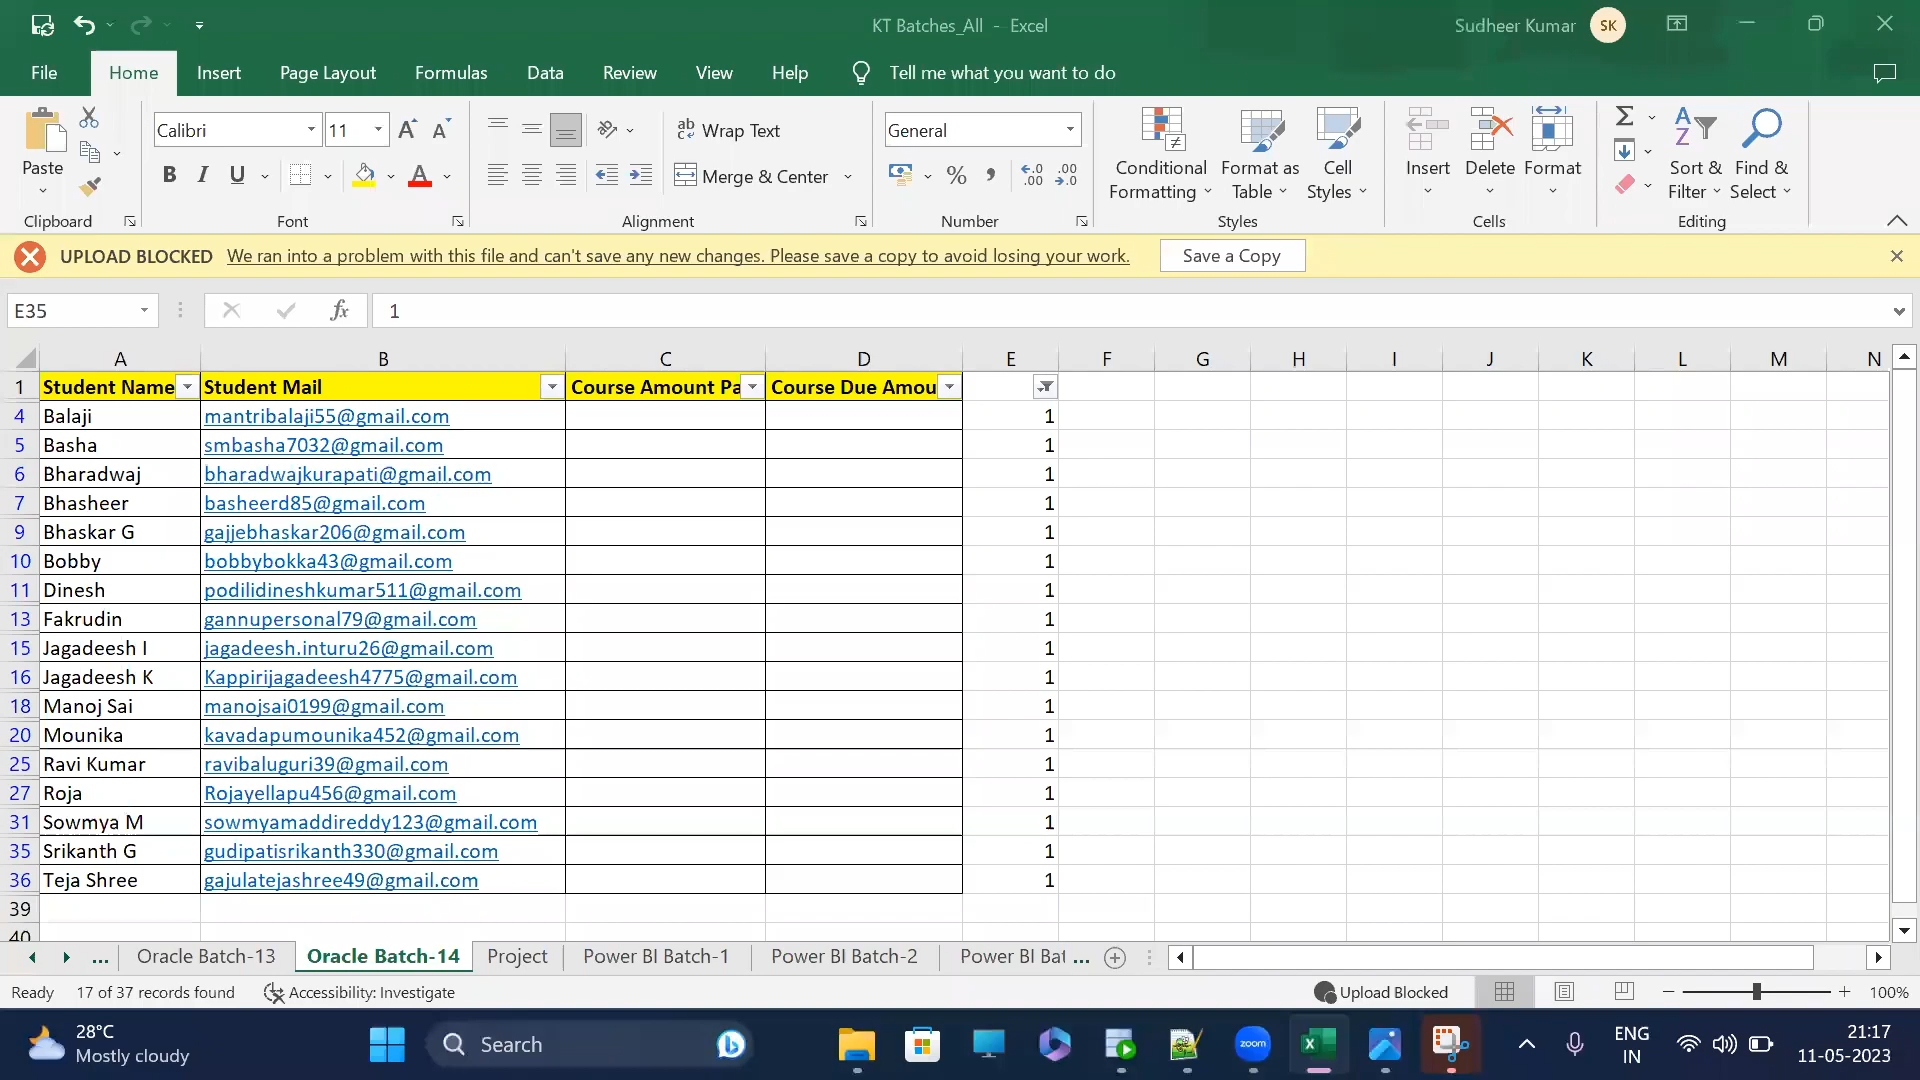 KT Batches_All - Excel
Sudheer Kumar SK
File Home Insert Page Layout Formulas Data Review View Help Tell me what you want to do
Paste
Clipboard
Calibri 11
B I U
Font
ab Wrap Text
Merge & Center
Alignment
General
% ,
Number
Conditional Formatting
Format as Table
Cell Styles
Styles
Insert Delete Format
Cells
Sort & Filter
Find & Select
Editing
UPLOAD BLOCKED We ran into a problem with this file and can't save any new changes. Please save a copy to avoid losing your work. Save a Copy
E35 fx 1
A B C D E F G H I J K L M N
1 Student Name Student Mail Course Amount Pa Course Due Amou
4 Balaji mantribalaji55@gmail.com 1
5 Basha smbasha7032@gmail.com 1
6 Bharadwaj bharadwajkurapati@gmail.com 1
7 Bhasheer basheerd85@gmail.com 1
9 Bhaskar G gajjebhaskar206@gmail.com 1
10 Bobby bobbybokka43@gmail.com 1
11 Dinesh podilidineshkumar511@gmail.com 1
13 Fakrudin gannupersonal79@gmail.com 1
15 Jagadeesh I jagadeesh.inturu26@gmail.com 1
16 Jagadeesh K Kappirijagadeesh4775@gmail.com 1
18 Manoj Sai manojsai0199@gmail.com 1
20 Mounika kavadapumounika452@gmail.com 1
25 Ravi Kumar ravibaluguri39@gmail.com 1
27 Roja Rojayellapu456@gmail.com 1
31 Sowmya M sowmyamaddireddy123@gmail.com 1
35 Srikanth G gudipatisrikanth330@gmail.com 1
36 Teja Shree gajulatejashree49@gmail.com 1
39
40
... Oracle Batch-13 Oracle Batch-14 Project Power BI Batch-1 Power BI Batch-2 Power BI Bat ...
Ready 17 of 37 records found Accessibility: Investigate Upload Blocked 100%
28°C
Mostly cloudy
Search
zoom
ENG
IN
21:17
11-05-2023